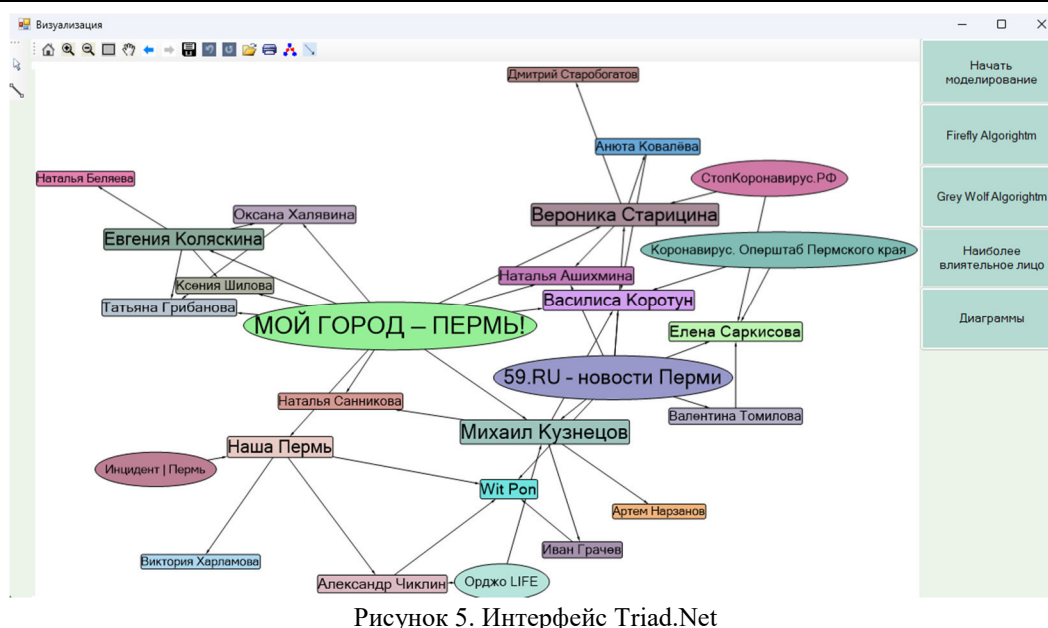 Визуализация
Начать
моделирование
Firefly Algorightm
Grey Wolf Algorightm
Наиболее
влиятельное лицо
Диаграммы
Дмитрий Старобогатов
Анюта Ковалёва
СтопКоронавирус.РФ
Наталья Беляева
Оксана Халявина
Вероника Старицина
Евгения Коляскина
Коронавирус. Оперштаб Пермского края
Наталья Ашихмина
Ксения Шилова
Василиса Коротун
Татьяна Грибанова
МОЙ ГОРОД – ПЕРМЬ!
Елена Саркисова
59.RU - новости Перми
Наталья Санникова
Валентина Томилова
Михаил Кузнецов
Наша Пермь
Инцидент | Пермь
Wit Pon
Артем Нарзанов
Иван Грачев
Виктория Харламова
Александр Чиклин
Орджо LIFE
Рисунок 5. Интерфейс Triad.Net